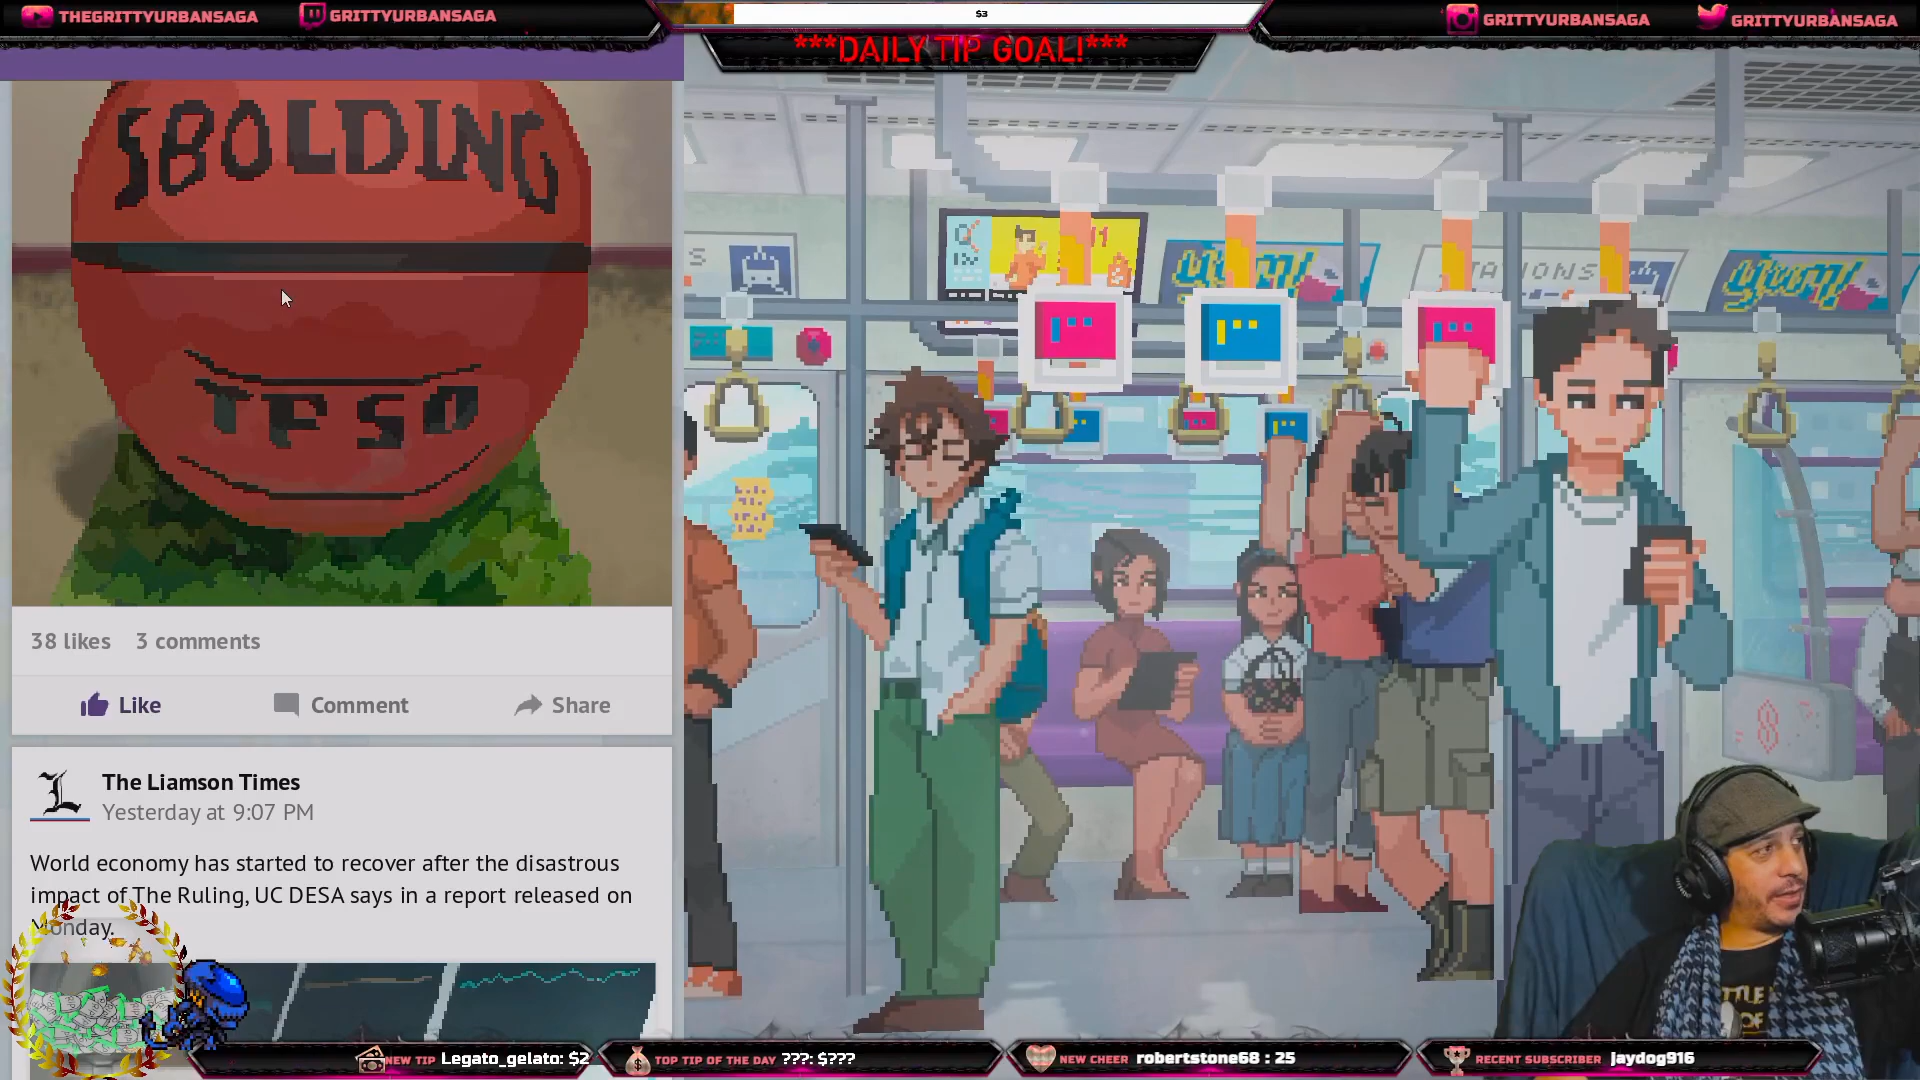 THEGRITTYURBANSAGA
GRITTYURBANSAGA
$3
GRITTYURBANSAGA
GRITTYURBANSAGA
***DAILY TIP GOAL!***
SBOLDING
TFSO
38 likes 3 comments
Like Comment Share
The Liamson Times
Yesterday at 9:07 PM
World economy has started to recover after the disastrous
impact of The Ruling, UC DESA says in a report released on
Monday.
NEW TIP Legato_gelato: $2
TOP TIP OF THE DAY ???: $???
NEW CHEER robertstone68 : 25
RECENT SUBSCRIBER jaydog916